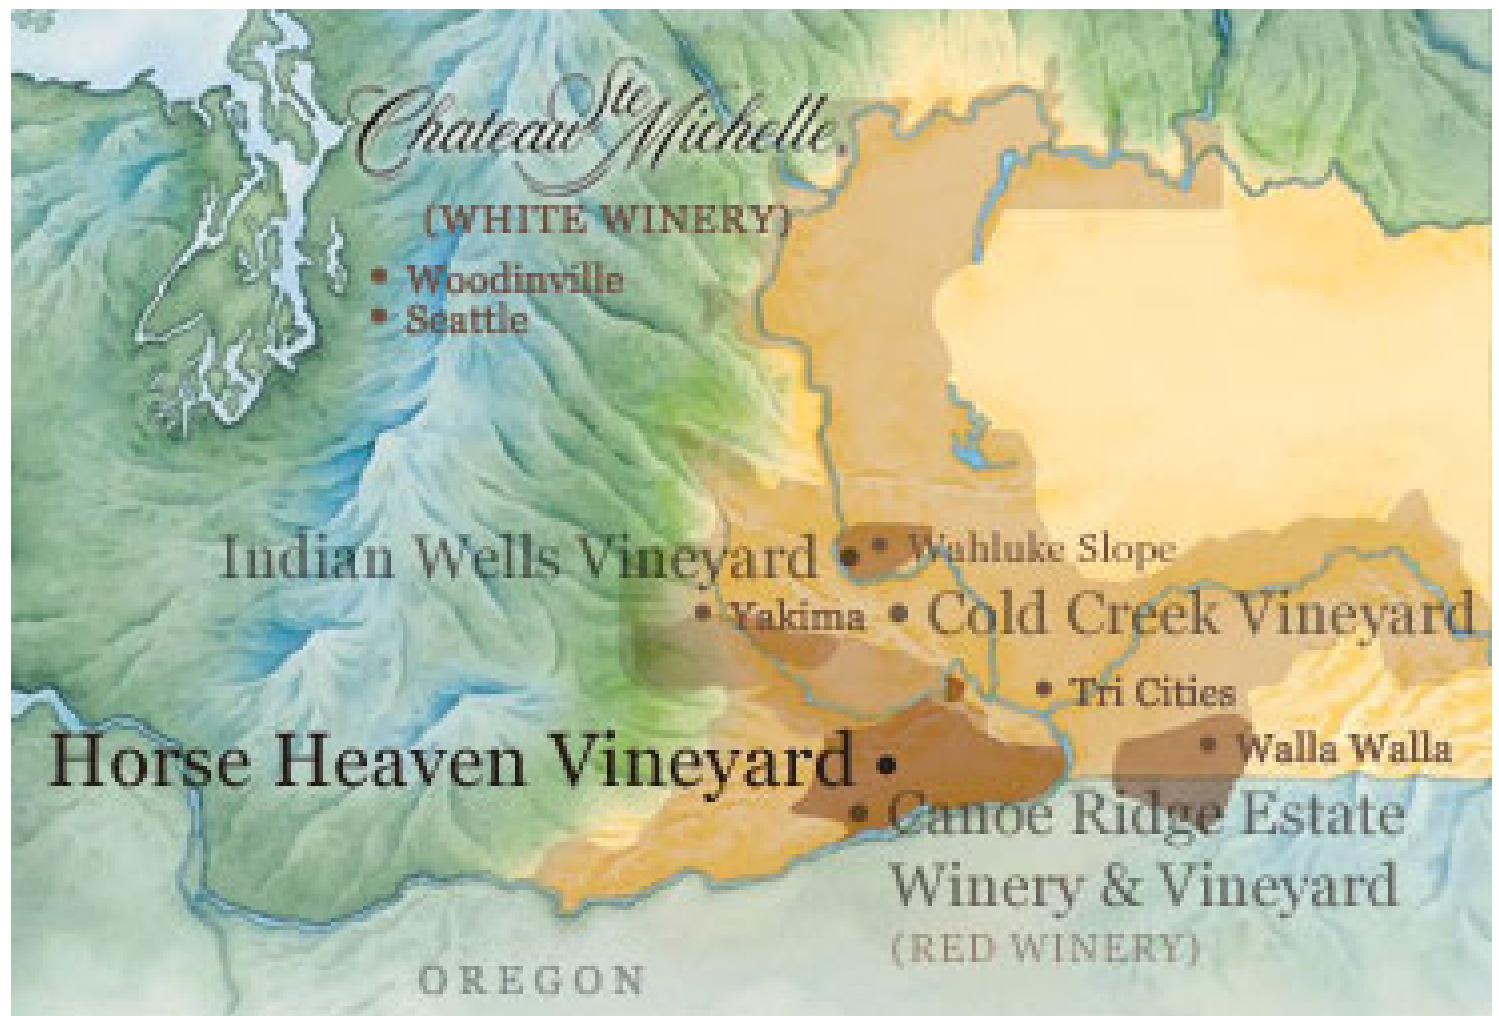 Chateau Ste Michelle
(WHITE WINERY)
Woodinville
Seattle
Indian Wells Vineyard
Wahluke Slope
Yakima
Cold Creek Vineyard
Tri Cities
Horse Heaven Vineyard
Walla Walla
Canoe Ridge Estate
Winery & Vineyard
(RED WINERY)
OREGON